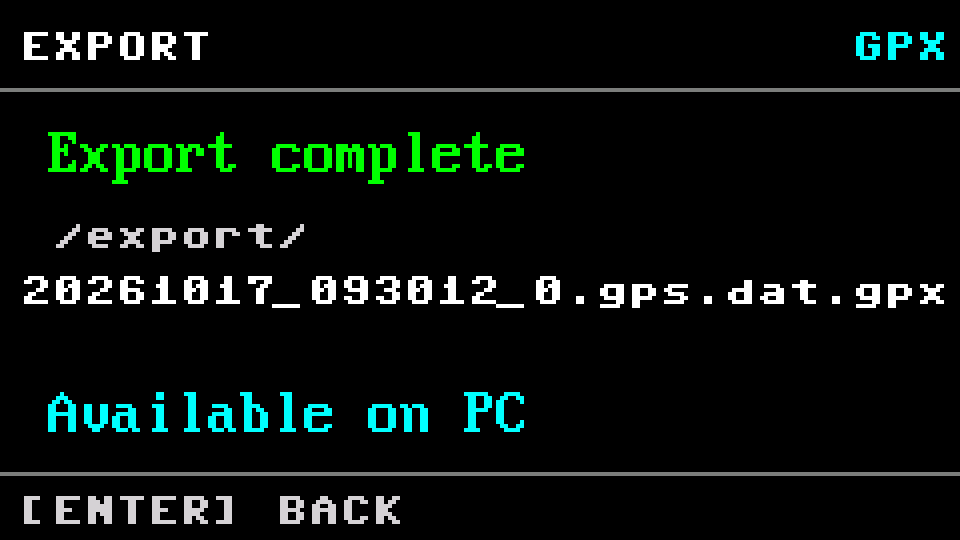 EXPORT GPX
Export complete
/export/
20261017_093012_0.gps.dat.gpx
Available on PC
[ENTER] BACK